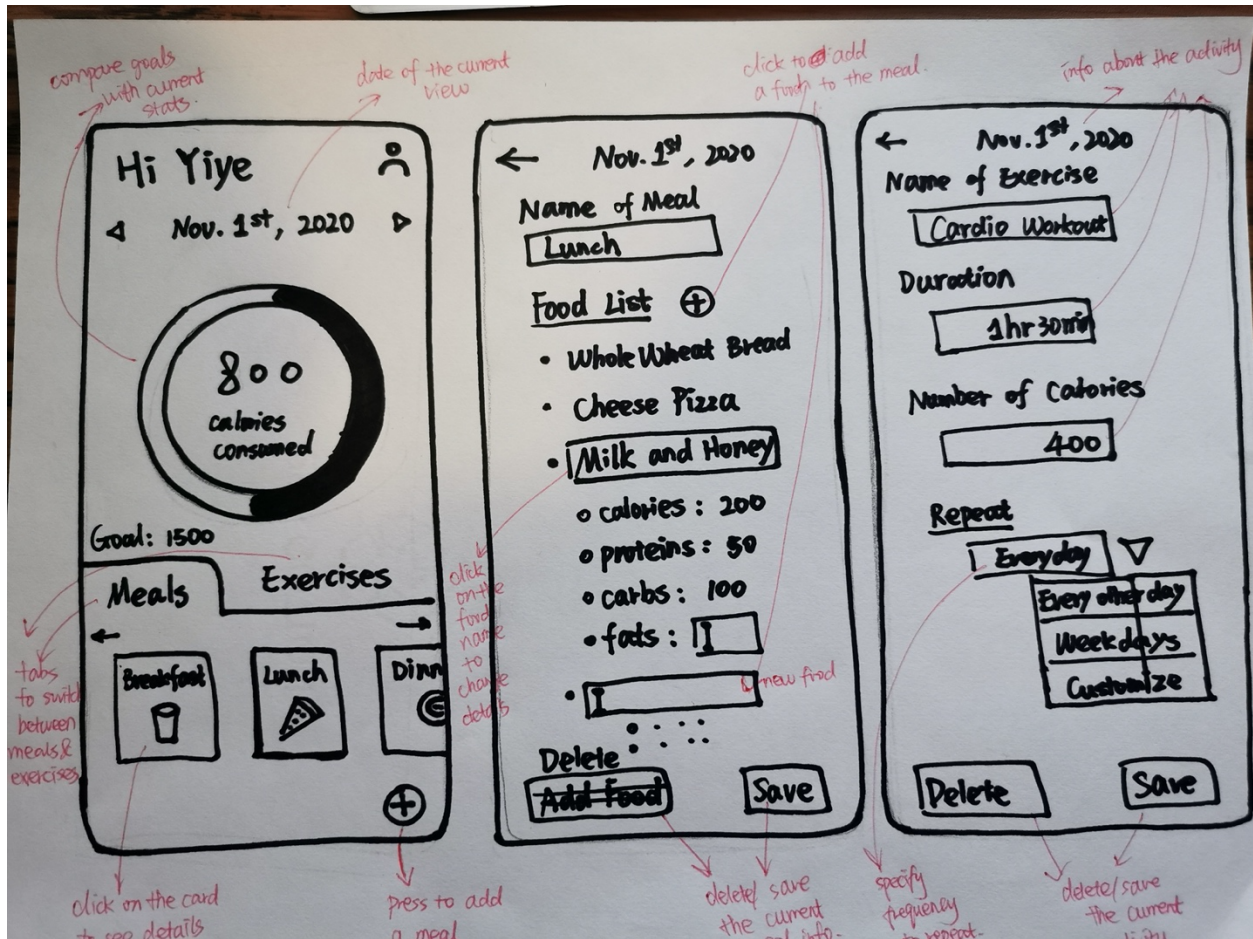 compare goals
with current
stats.
date of the current
view
click to add
a food to the meal.
info about the activity
Hi Yiye
Nov. 1st, 2020
800
calories
consumed
Goal: 1500
Meals
Exercises
Breakfast
Lunch
Dinn
tabs
to switch
between
meals &
exercises
click on the card
to see details
press to add
a meal
Nov. 1st, 2020
Name of Meal
Lunch
Food List
Whole Wheat Bread
Cheese Pizza
Milk and Honey
calories : 200
proteins : 50
carbs : 100
fats :
click
on the
food
name
to
change
details
new food
Delete
Add Food
Save
delete/ save
the current
info.
Nov. 1st, 2020
Name of Exercise
Cardio Workout
Duration
1hr 30min
Number of Calories
400
Repeat
Everyday
Every other day
Weekdays
Customize
Delete
Save
specify
frequency
to repeat.
delete/save
the current